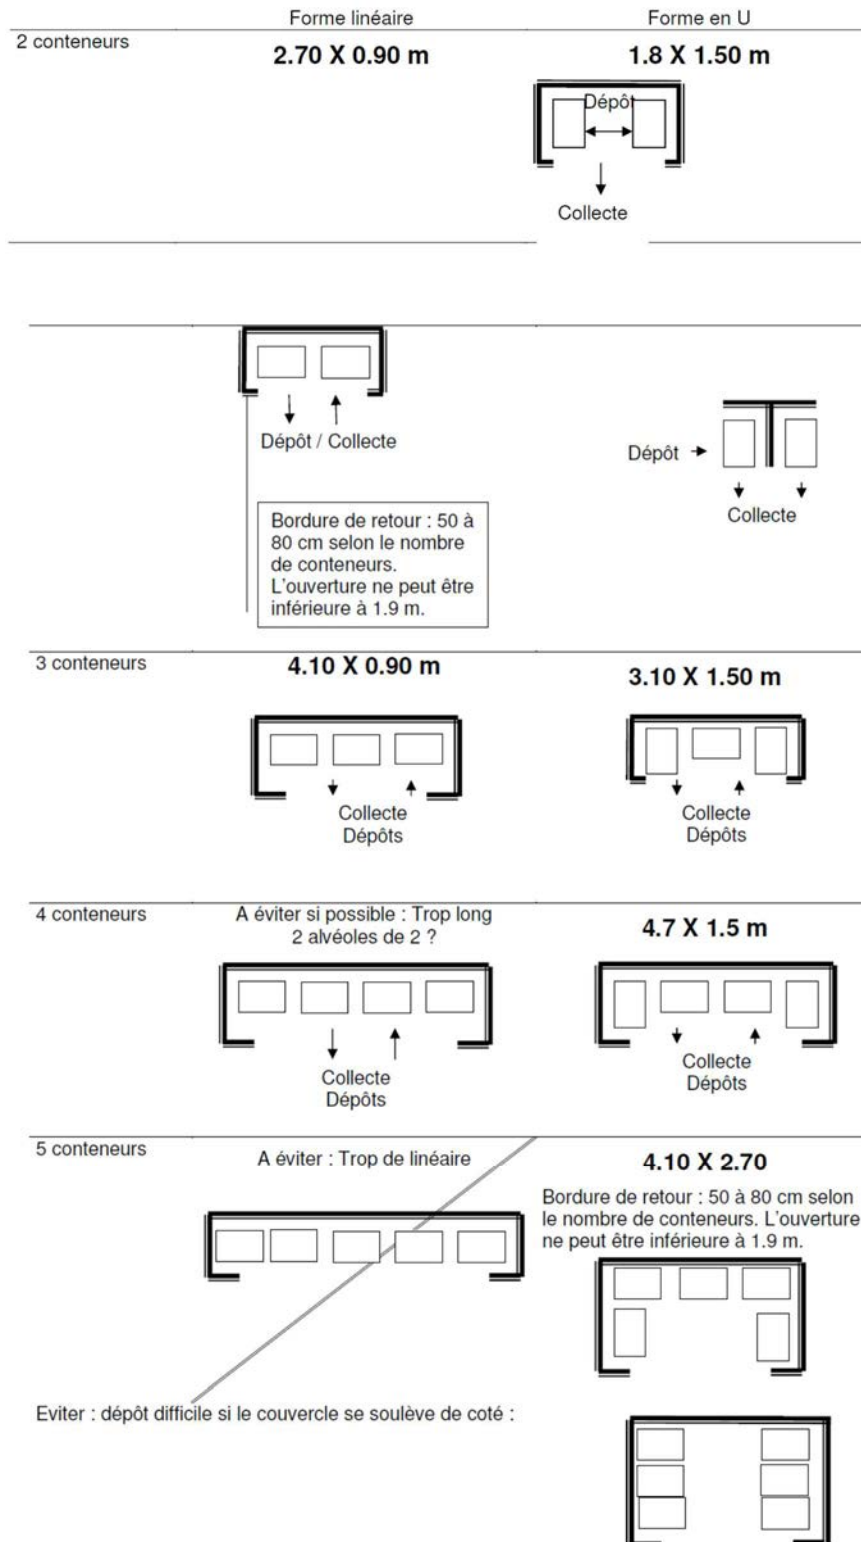 Forme linéaire
Forme en U
2 conteneurs
2.70 X 0.90 m
1.8 X 1.50 m
Dépôt
Collecte
Dépôt / Collecte
Bordure de retour : 50 à
80 cm selon le nombre
de conteneurs.
L'ouverture ne peut être
inférieure à 1.9 m.
Dépôt
Collecte
3 conteneurs
4.10 X 0.90 m
3.10 X 1.50 m
Collecte
Dépôts
Collecte
Dépôts
4 conteneurs
A éviter si possible : Trop long
2 alvéoles de 2 ?
4.7 X 1.5 m
Collecte
Dépôts
Collecte
Dépôts
5 conteneurs
A éviter : Trop de linéaire
4.10 X 2.70
Bordure de retour : 50 à 80 cm selon
le nombre de conteneurs. L'ouverture
ne peut être inférieure à 1.9 m.
Eviter : dépôt difficile si le couvercle se soulève de coté :